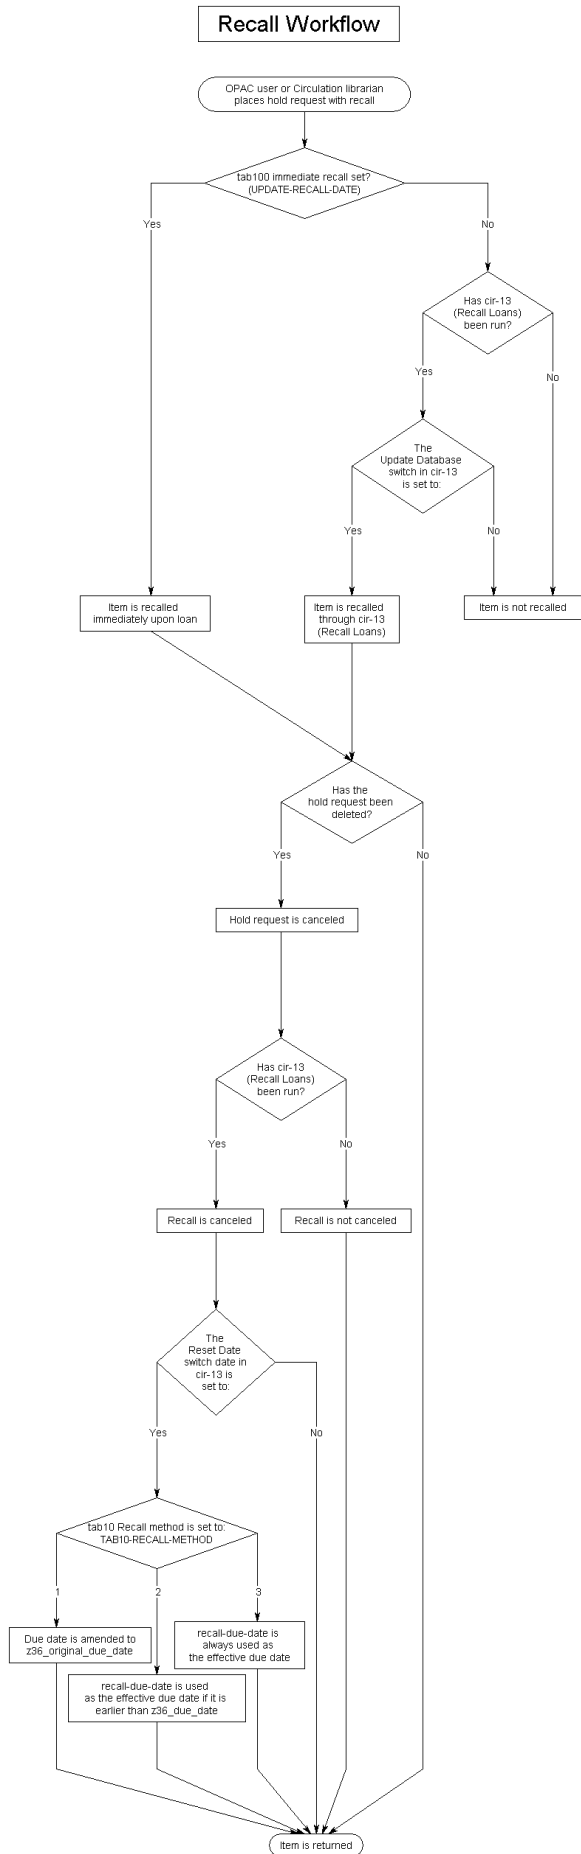 Recall Workflow
OPAC user or Circulation librarian
places hold request with recall
tab100 immediate recall set?
(UPDATE-RECALL-DATE)
Yes
No
Has cir-13
(Recall Loans)
been run?
Yes
No
The
Update Database
switch in cir-13
is set to:
Yes
No
Item is recalled
immediately upon loan
Item is recalled
through cir-13
(Recall Loans)
Item is not recalled
Has the
hold request been
deleted?
Yes
No
Hold request is canceled
Has cir-13
(Recall Loans)
been run?
Yes
No
Recall is canceled
Recall is not canceled
The
Reset Date
switch date in
cir-13 is
set to:
Yes
No
tab10 Recall method is set to:
TAB10-RECALL-METHOD
1
2
3
Due date is amended to
z36_original_due_date
recall-due-date is
always used as
the effective due date
recall-due-date is used
as the effective due date if it is
earlier than z36_due_date
Item is returned